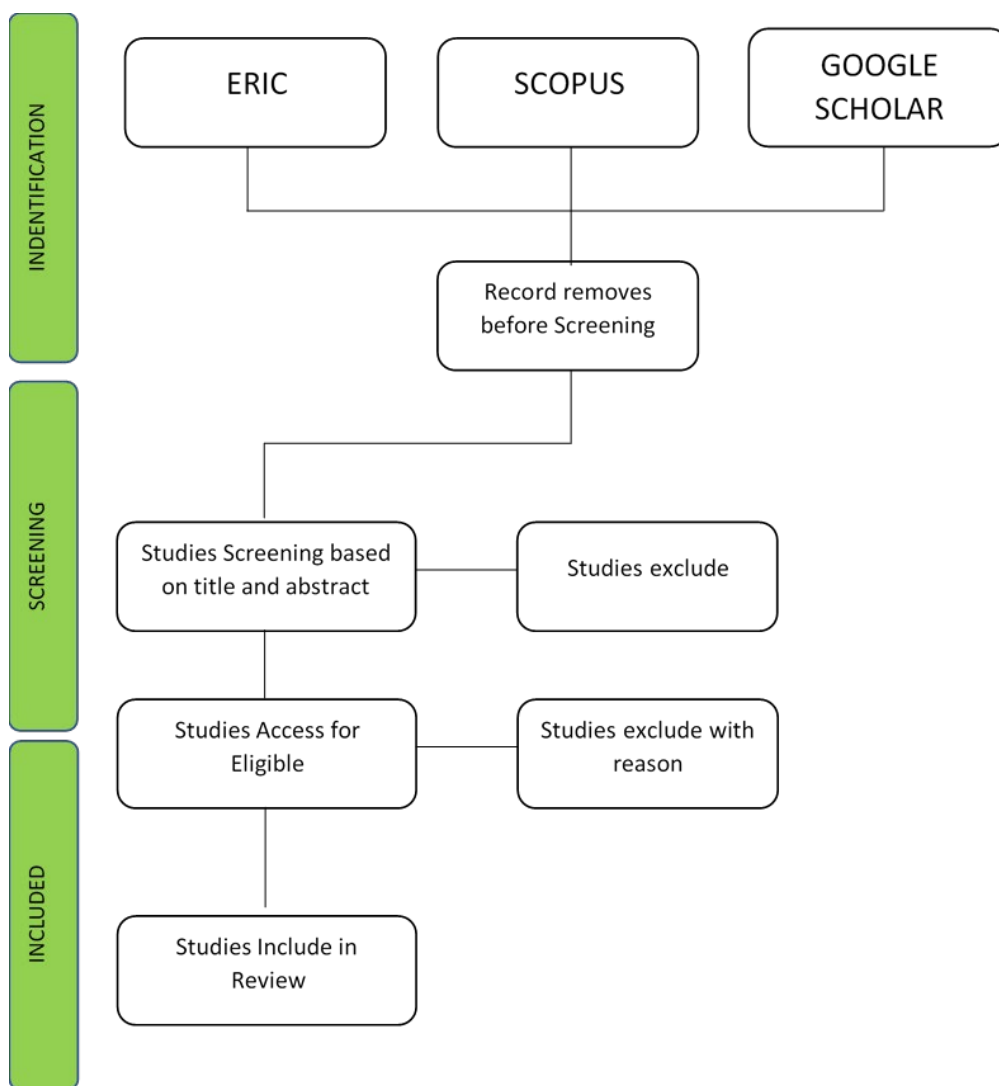 INDENTIFICATION
ERIC
SCOPUS
GOOGLE
SCHOLAR
Record removes
before Screening
SCREENING
Studies Screening based
on title and abstract
Studies exclude
Studies Access for
Eligible
Studies exclude with
reason
INCLUDED
Studies Include in
Review